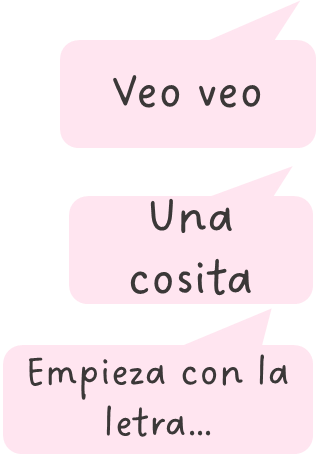 Veo veo
Una
cosita
Empieza con la
letra...